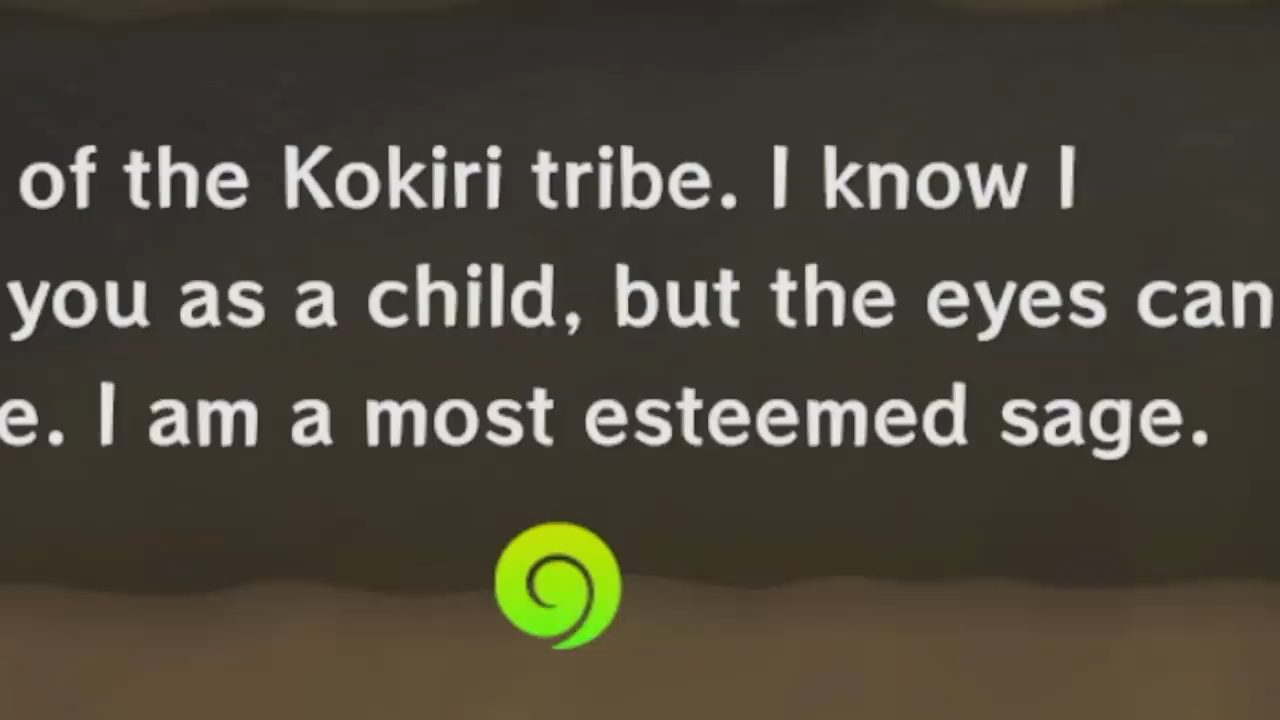 of the Kokiri tribe. I know I
you as a child, but the eyes can
e. I am a most esteemed sage.